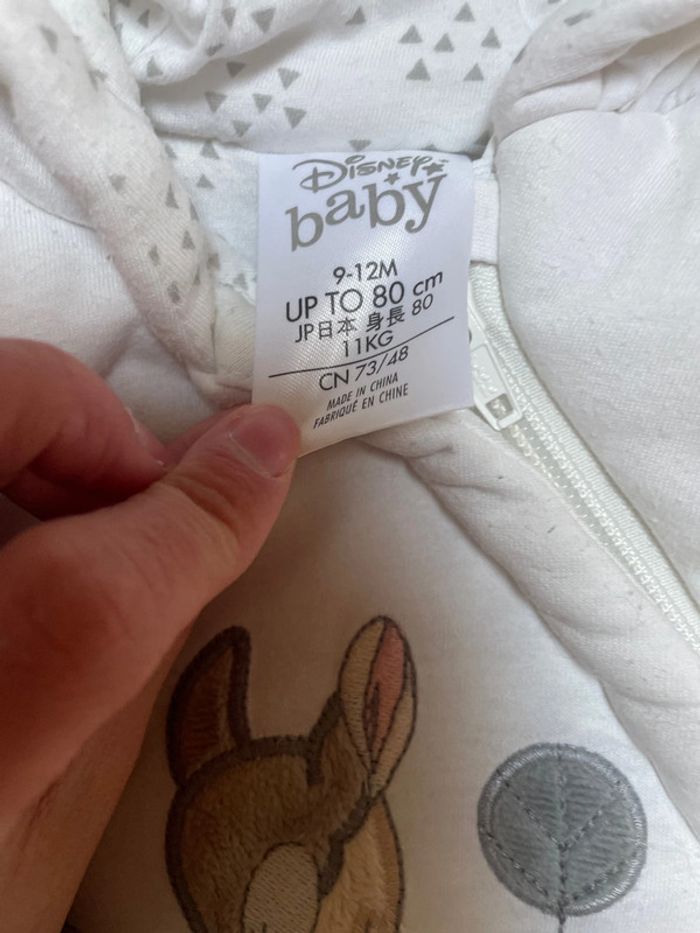 Disney
baby
9-12M
UP TO 80 cm
JP日本 身長 80
11KG
CN 73/48
MADE IN CHINA
FABRIQUÉ EN CHINE